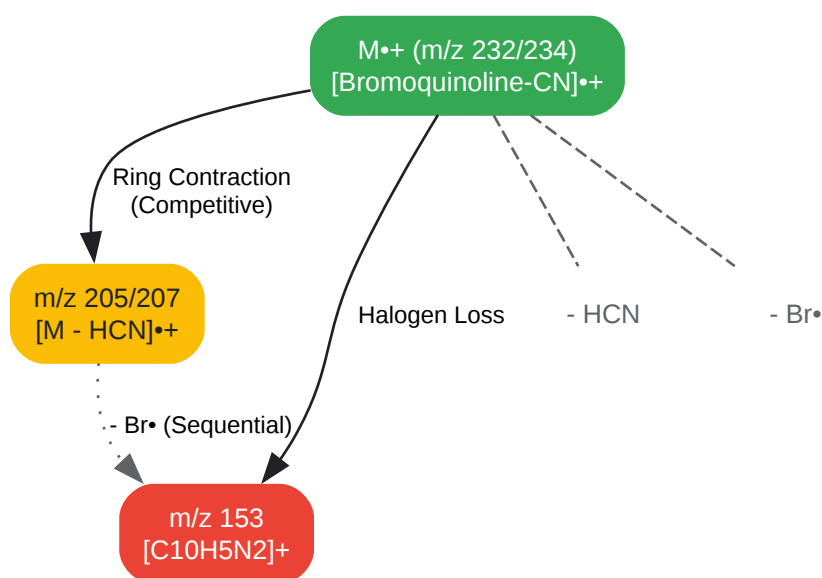 M•+ (m/z 232/234)
[Bromoquinoline-CN]•+
Ring Contraction
(Competitive)
m/z 205/207
[M - HCN]•+
Halogen Loss
- HCN
- Br•
- Br• (Sequential)
m/z 153
[C10H5N2]+